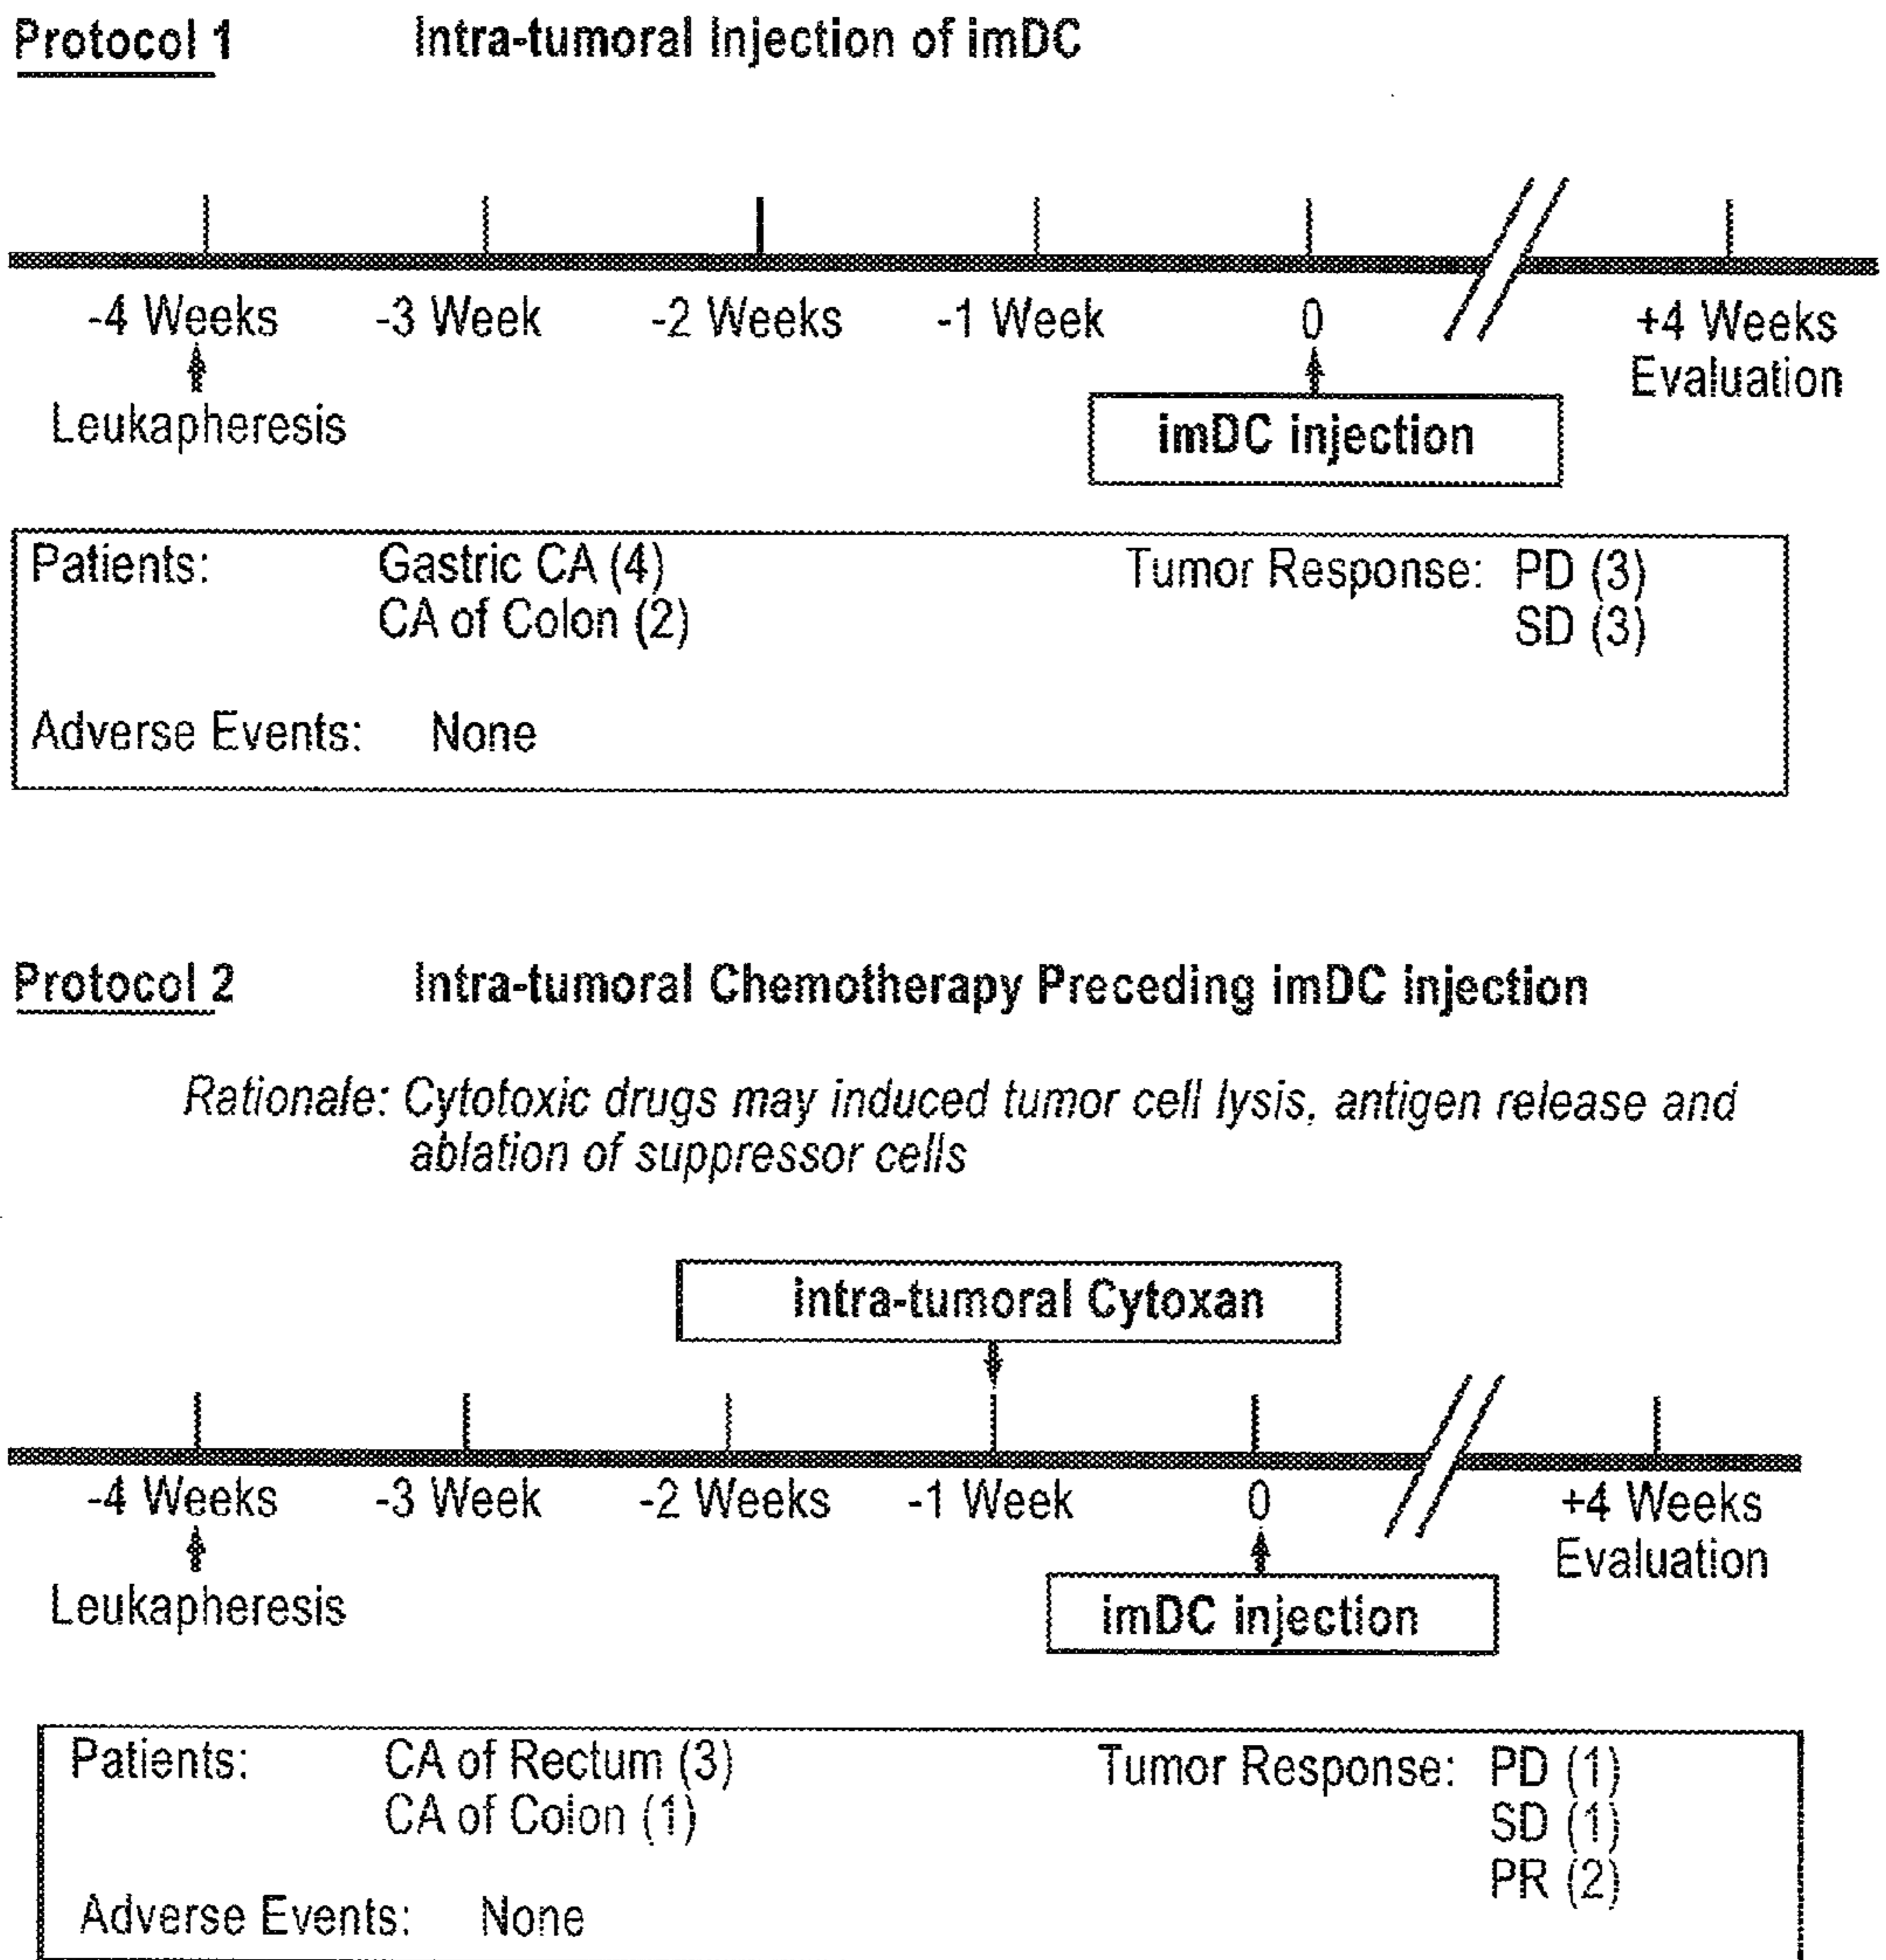 Protocol 1 Intra-tumoral Injection of imDC
-4 Weeks -3 Week -2 Weeks -1 Week 0 +4 Weeks
Evaluation
Leukapheresis
imDC injection
Patients: Gastric CA (4) Tumor Response: PD (3)
CA of Colon (2) SD (3)
Adverse Events: None
Protocol 2 Intra-tumoral Chemotherapy Preceding imDC injection
Rationale: Cytotoxic drugs may induced tumor cell lysis, antigen release and
ablation of suppressor cells
intra-tumoral Cytoxan
-4 Weeks -3 Week -2 Weeks -1 Week 0 +4 Weeks
Evaluation
Leukapheresis
imDC injection
Patients: CA of Rectum (3) Tumor Response: PD (1)
CA of Colon (1) SD (1)
PR (2)
Adverse Events: None